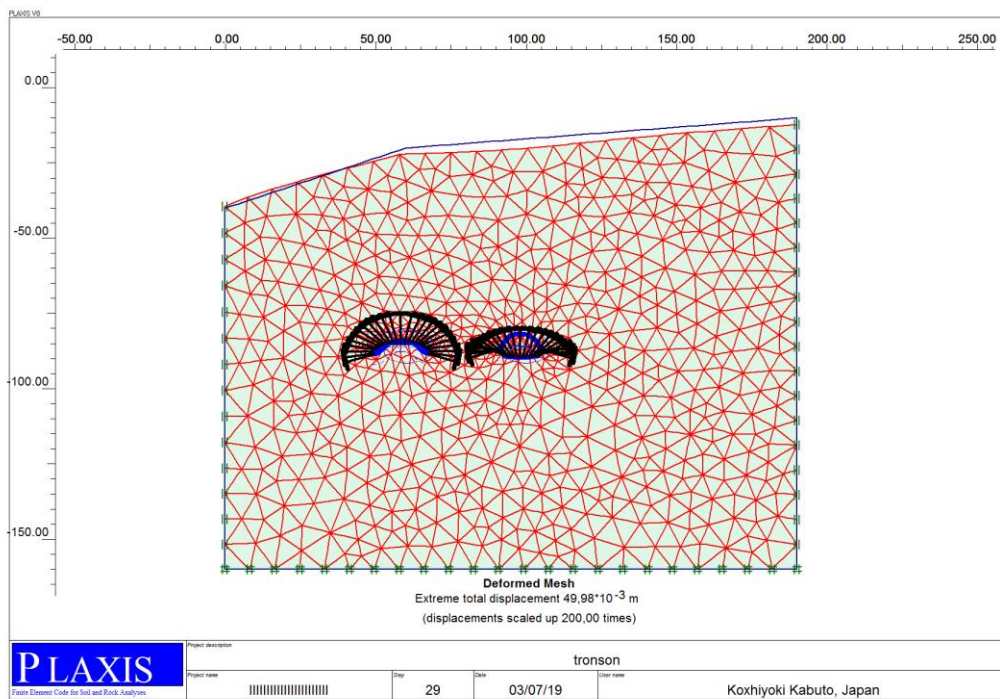 PLAXIS V8
-50.00 0.00 50.00 100.00 150.00 200.00 250.00
0.00
-50.00
-100.00
-150.00
Deformed Mesh
Extreme total displacement 49,98*10⁻³ m
(displacements scaled up 200,00 times)
PLAXIS
Finite Element Code for Soil and Rock Analyses
Project description
tronson
Project name
Step
Date
User name
IIIIIIIIIIIIIIIIIIIIII
29
03/07/19
Koxhiyoki Kabuto, Japan